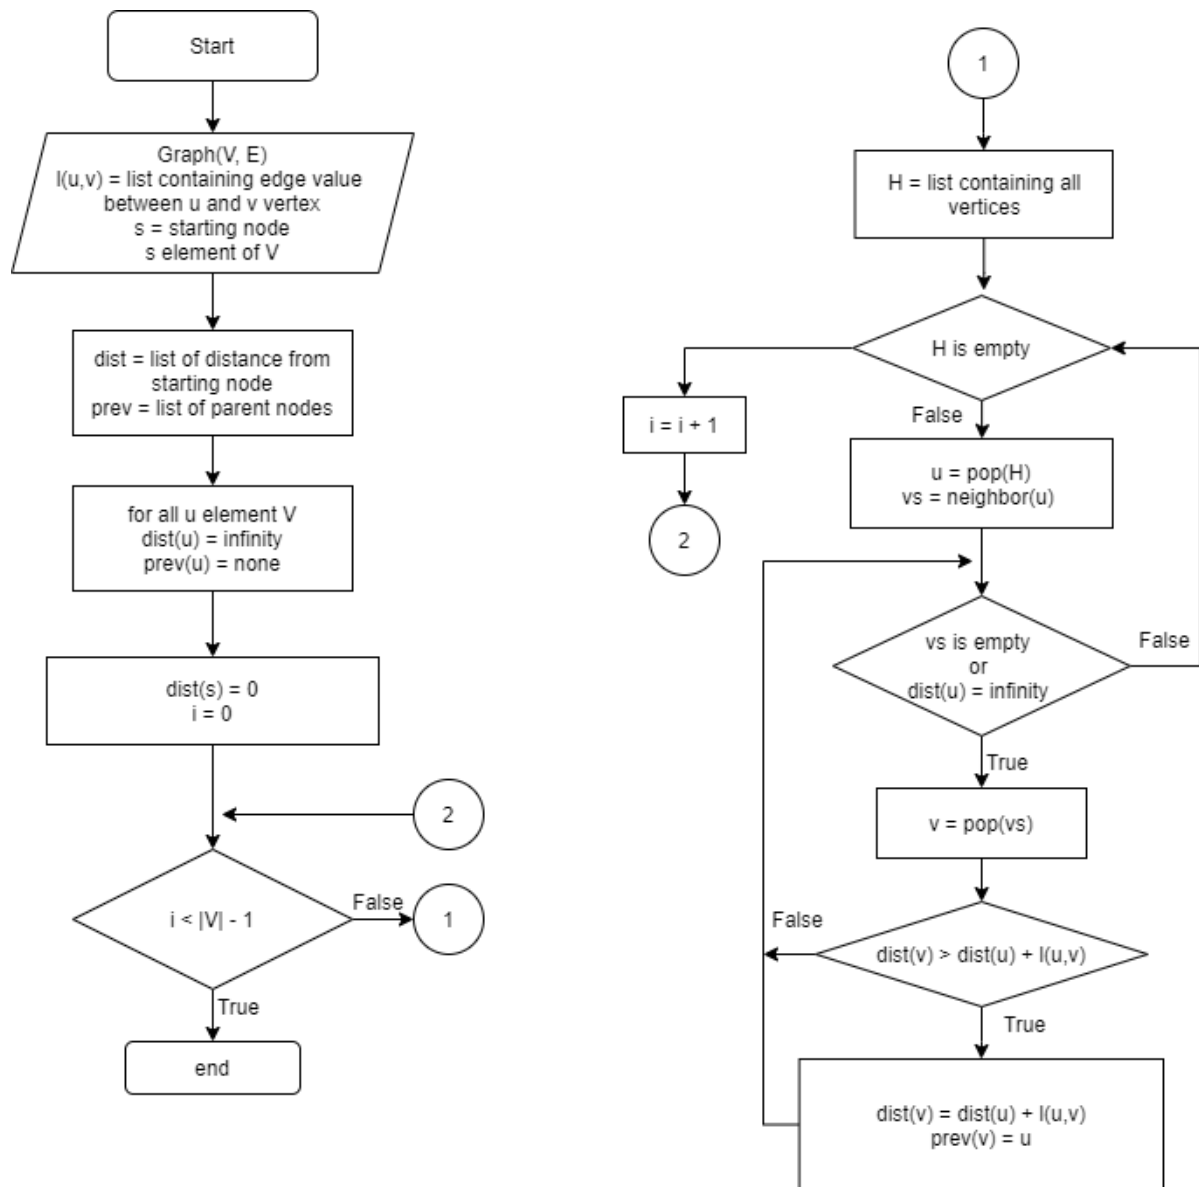 Start
Graph(V, E)
l(u,v) = list containing edge value
between u and v vertex
s = starting node
s element of V
dist = list of distance from
starting node
prev = list of parent nodes
for all u element V
dist(u) = infinity
prev(u) = none
dist(s) = 0
i = 0
2
i < |V| - 1
False
1
True
end
1
H = list containing all
vertices
H is empty
i = i + 1
2
False
u = pop(H)
vs = neighbor(u)
vs is empty
or
dist(u) = infinity
False
True
v = pop(vs)
dist(v) > dist(u) + l(u,v)
False
True
dist(v) = dist(u) + l(u,v)
prev(v) = u